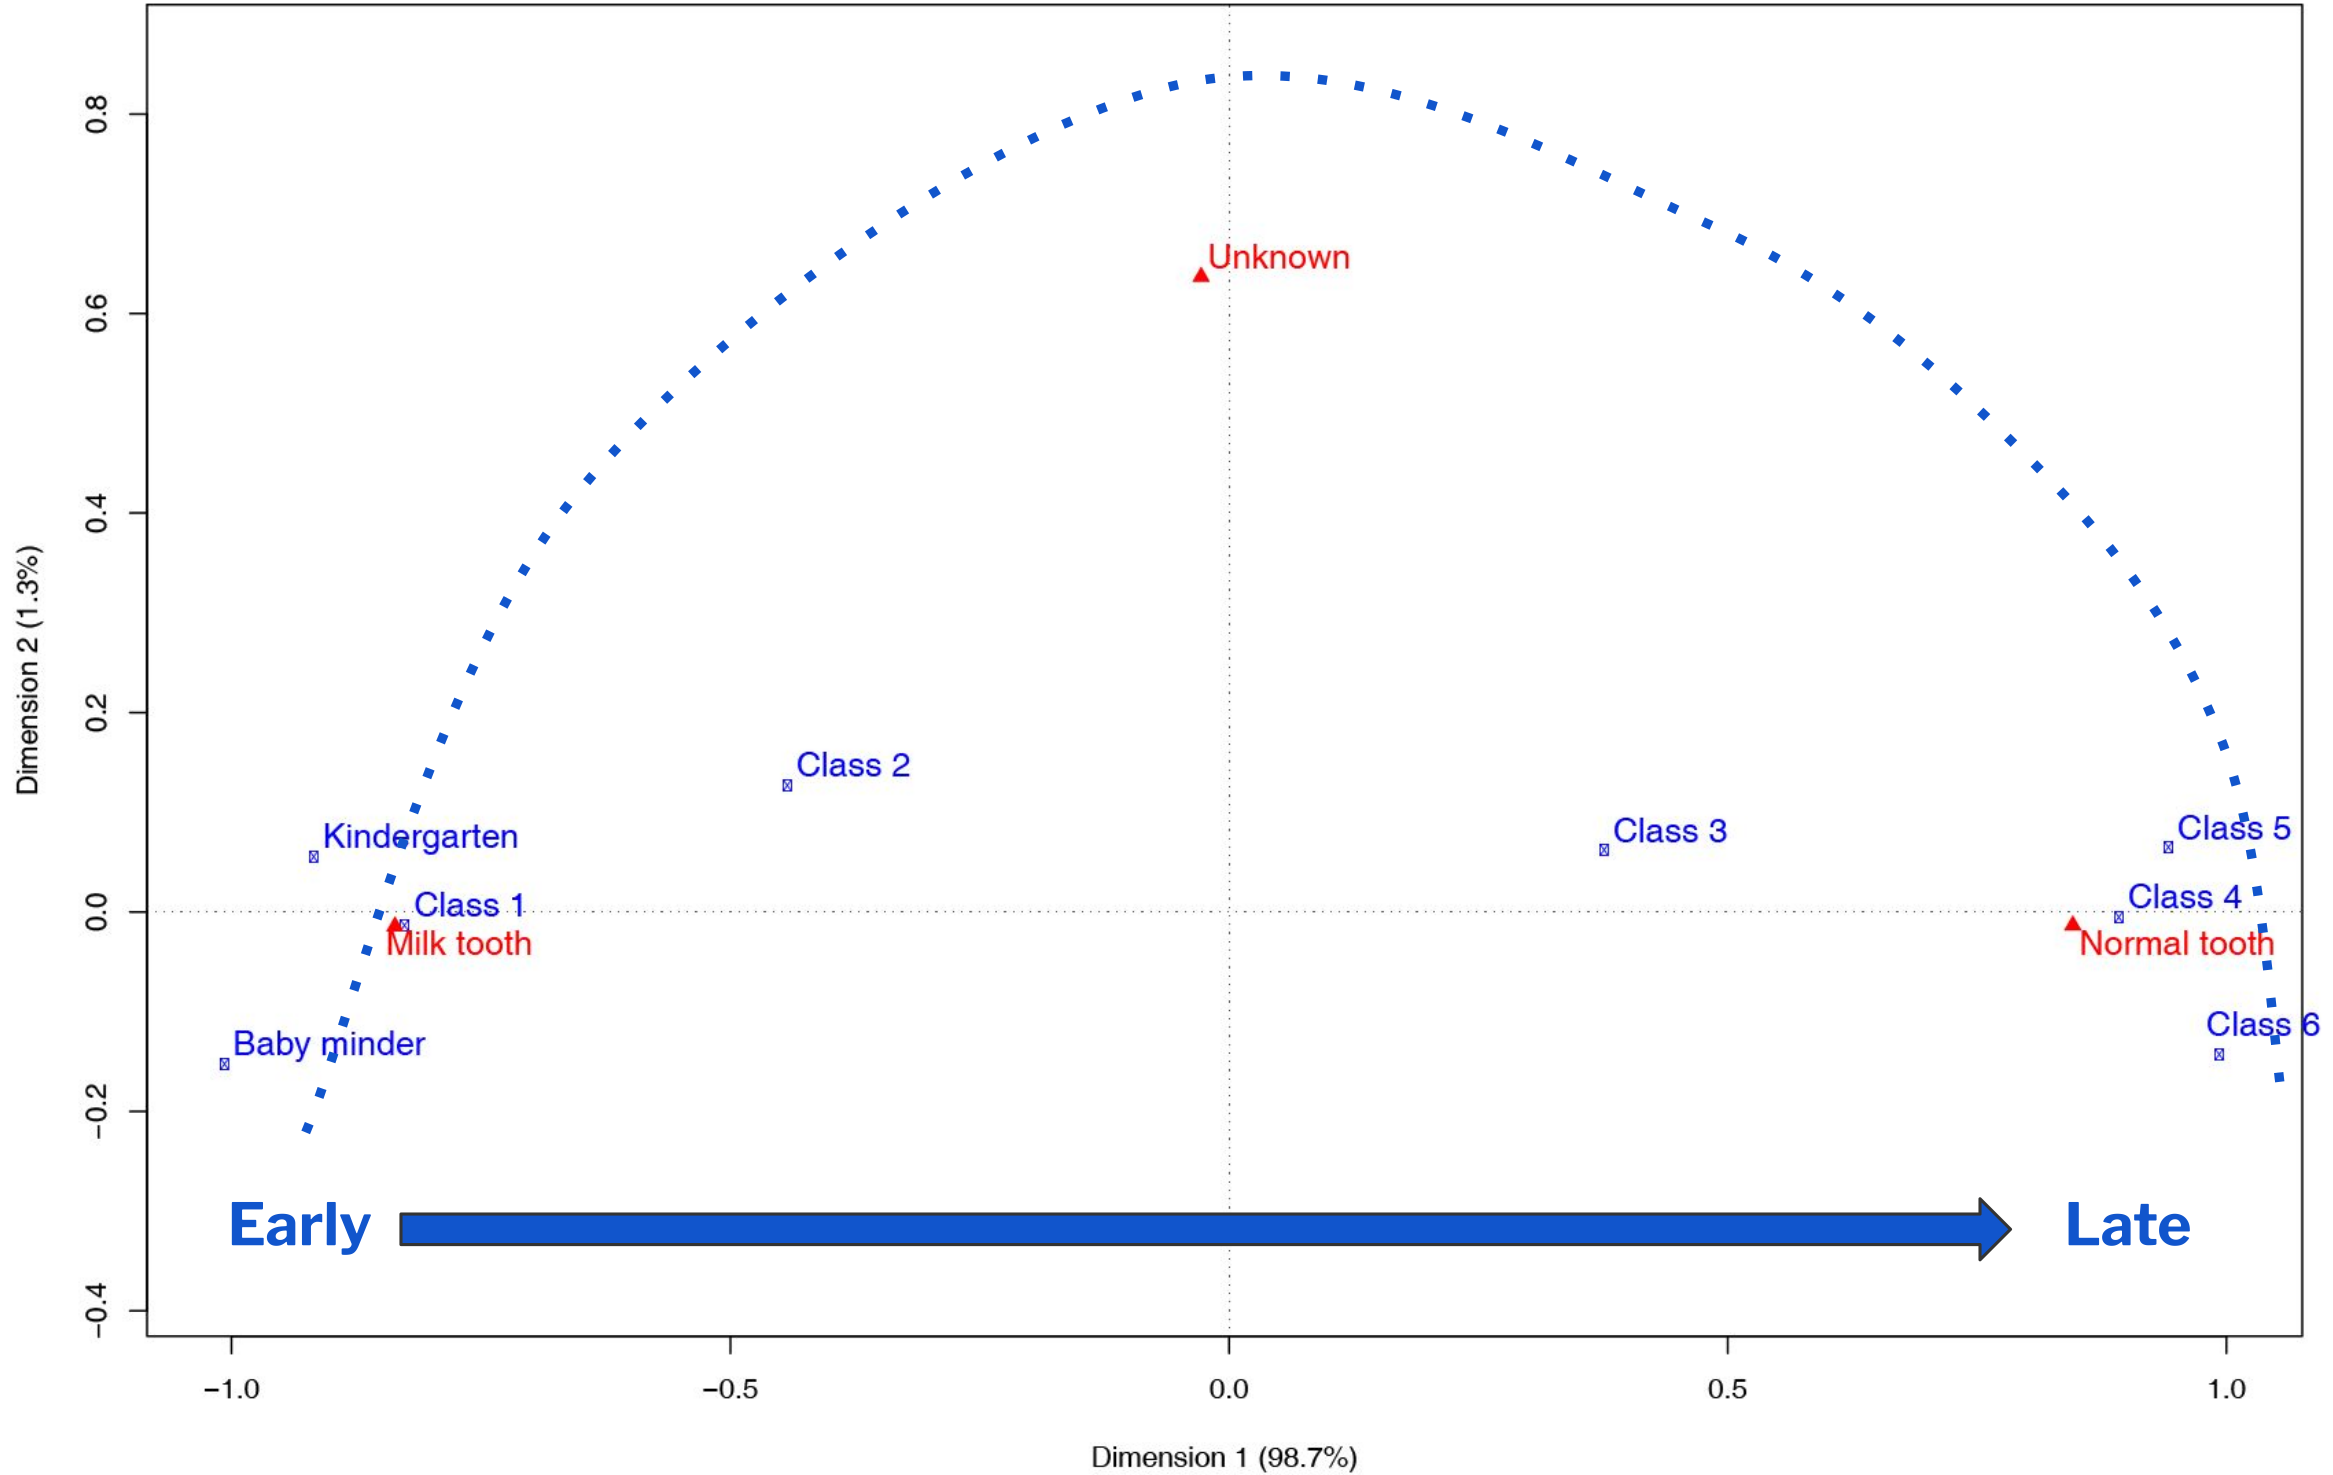 0.8
Unknown
0.6
0.4
Dimension 2 (1.3%)
0.2
Class 2
Kindergarten
Class 3
Class 5
Class 1
Class 4
0.0
Milk tooth
Normal tooth
Baby minder
Class 6
−0.2
Early
Late
−0.4
−1.0
−0.5
0.0
0.5
1.0
Dimension 1 (98.7%)